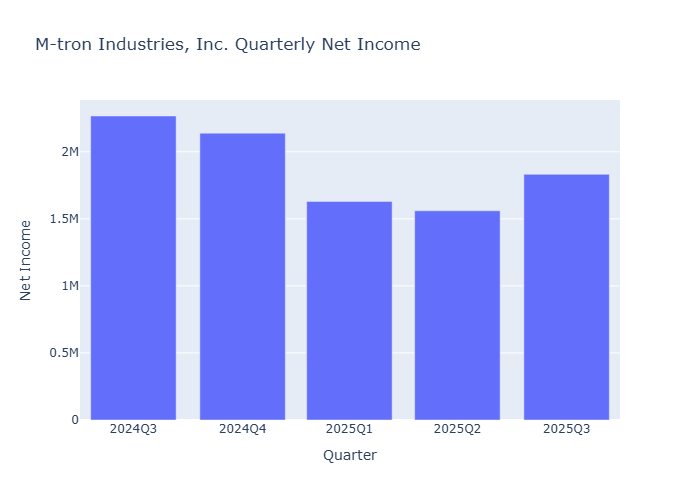 M-tron Industries, Inc. Quarterly Net Income
2M
1.5M
1M
0.5M
0
Net Income
2024Q3
2024Q4
2025Q1
2025Q2
2025Q3
Quarter